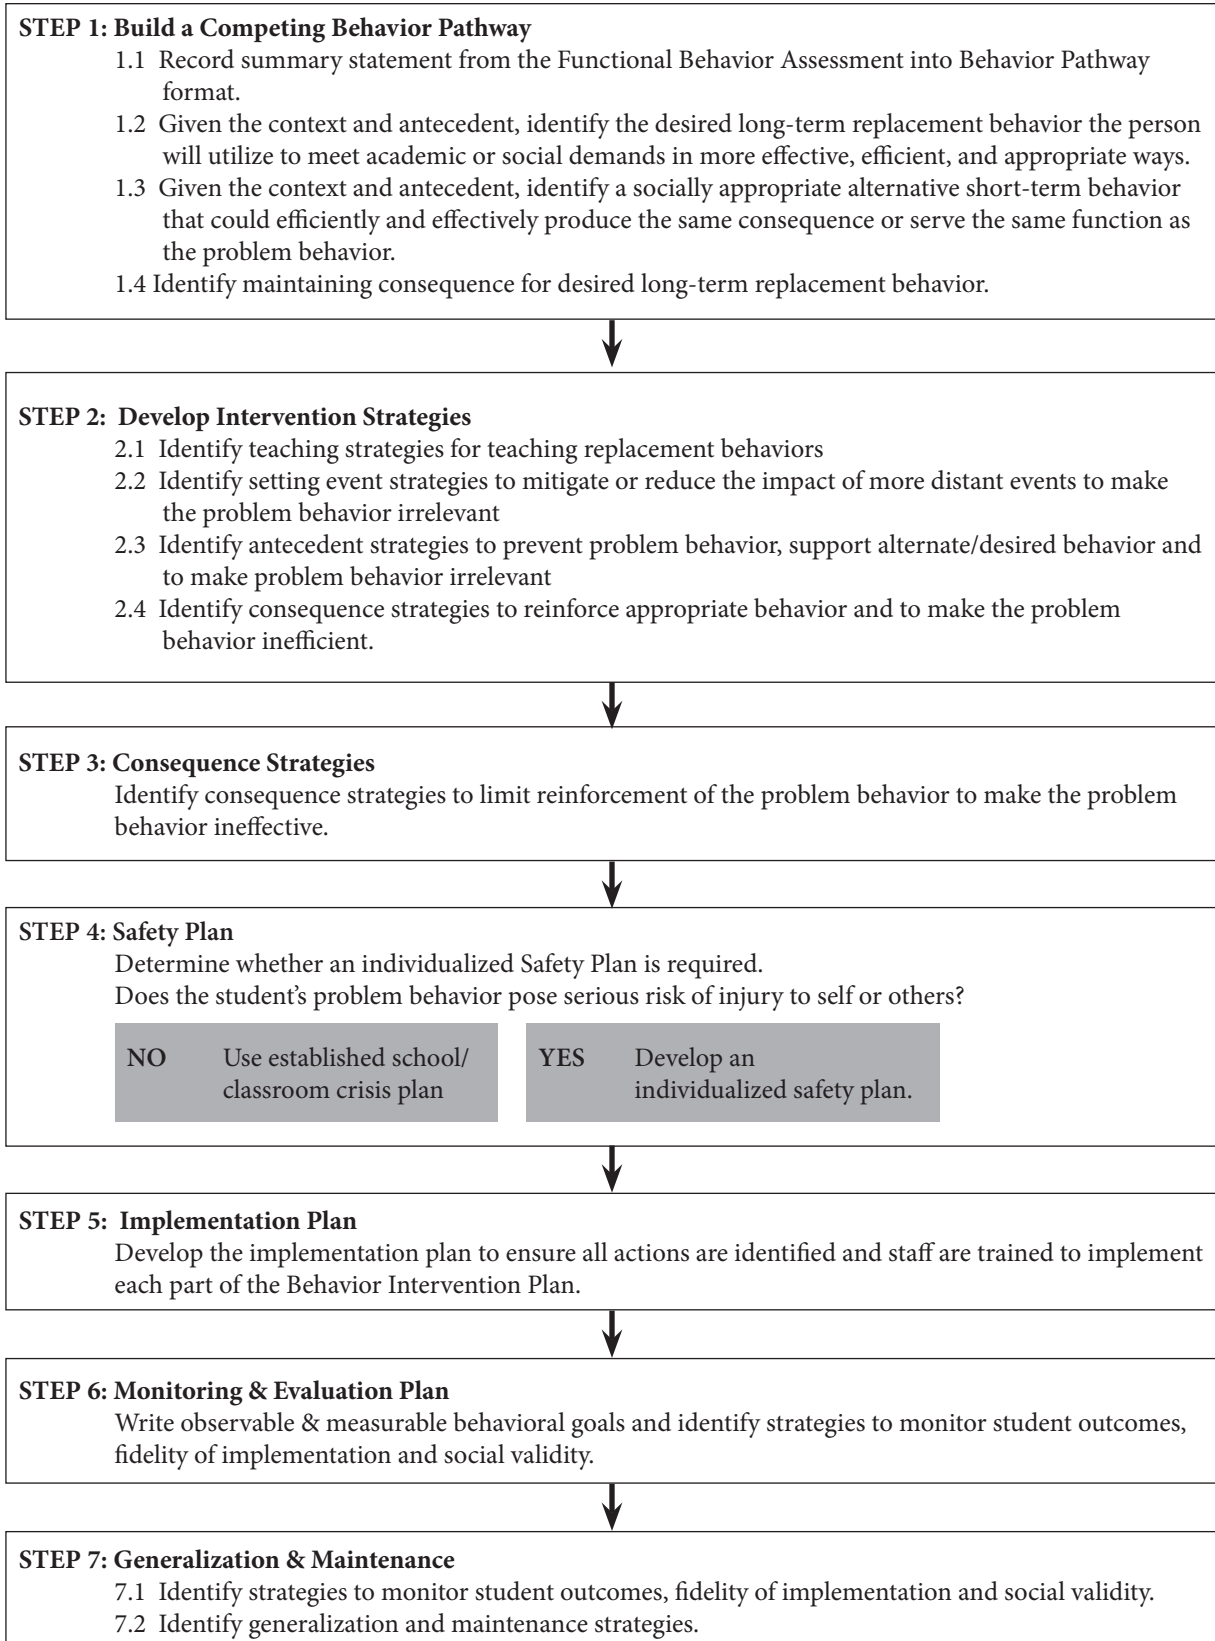 STEP 1: Build a Competing Behavior Pathway
1.1 Record summary statement from the Functional Behavior Assessment into Behavior Pathway
format.
1.2 Given the context and antecedent, identify the desired long-term replacement behavior the person
will utilize to meet academic or social demands in more effective, efficient, and appropriate ways.
1.3 Given the context and antecedent, identify a socially appropriate alternative short-term behavior
that could efficiently and effectively produce the same consequence or serve the same function as
the problem behavior.
1.4 Identify maintaining consequence for desired long-term replacement behavior.
STEP 2: Develop Intervention Strategies
2.1 Identify teaching strategies for teaching replacement behaviors
2.2 Identify setting event strategies to mitigate or reduce the impact of more distant events to make
the problem behavior irrelevant
2.3 Identify antecedent strategies to prevent problem behavior, support alternate/desired behavior and
to make problem behavior irrelevant
2.4 Identify consequence strategies to reinforce appropriate behavior and to make the problem
behavior inefficient.
STEP 3: Consequence Strategies
Identify consequence strategies to limit reinforcement of the problem behavior to make the problem
behavior ineffective.
STEP 4: Safety Plan
Determine whether an individualized Safety Plan is required.
Does the student's problem behavior pose serious risk of injury to self or others?
NO Use established school/
classroom crisis plan
YES Develop an
individualized safety plan.
STEP 5: Implementation Plan
Develop the implementation plan to ensure all actions are identified and staff are trained to implement
each part of the Behavior Intervention Plan.
STEP 6: Monitoring & Evaluation Plan
Write observable & measurable behavioral goals and identify strategies to monitor student outcomes,
fidelity of implementation and social validity.
STEP 7: Generalization & Maintenance
7.1 Identify strategies to monitor student outcomes, fidelity of implementation and social validity.
7.2 Identify generalization and maintenance strategies.